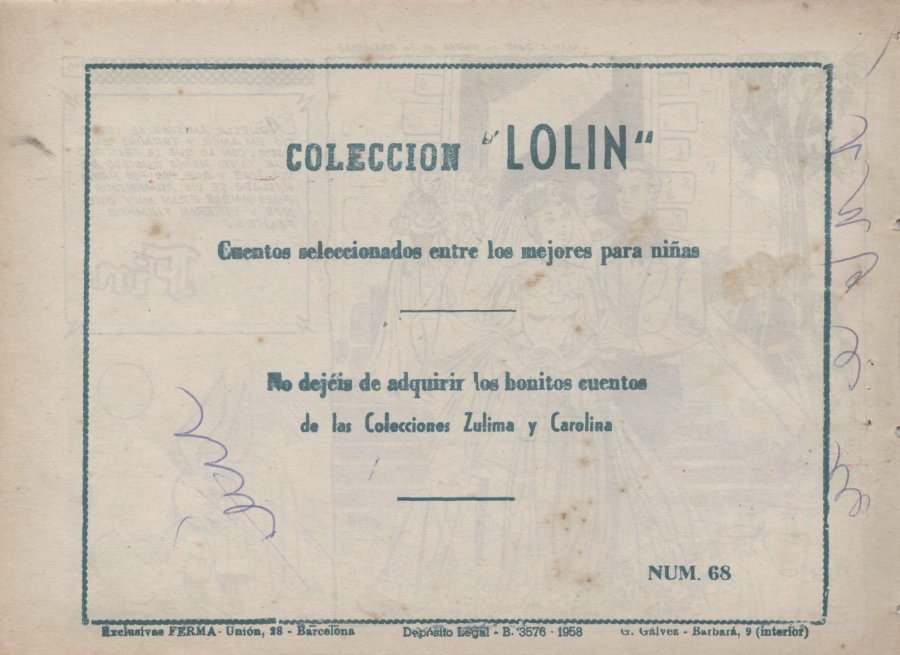 COLECCION "LOLIN"
Cuentos seleccionados entre los mejores para niñas
No dejéis de adquirir los bonitos cuentos
de las Colecciones Zulima y Carolina
NUM. 68
Exclusivas FERMA - Unión, 28 - Barcelona
Depósito Legal - B. 3576 - 1958
G. Gálvez - Barbará, 9 (interior)